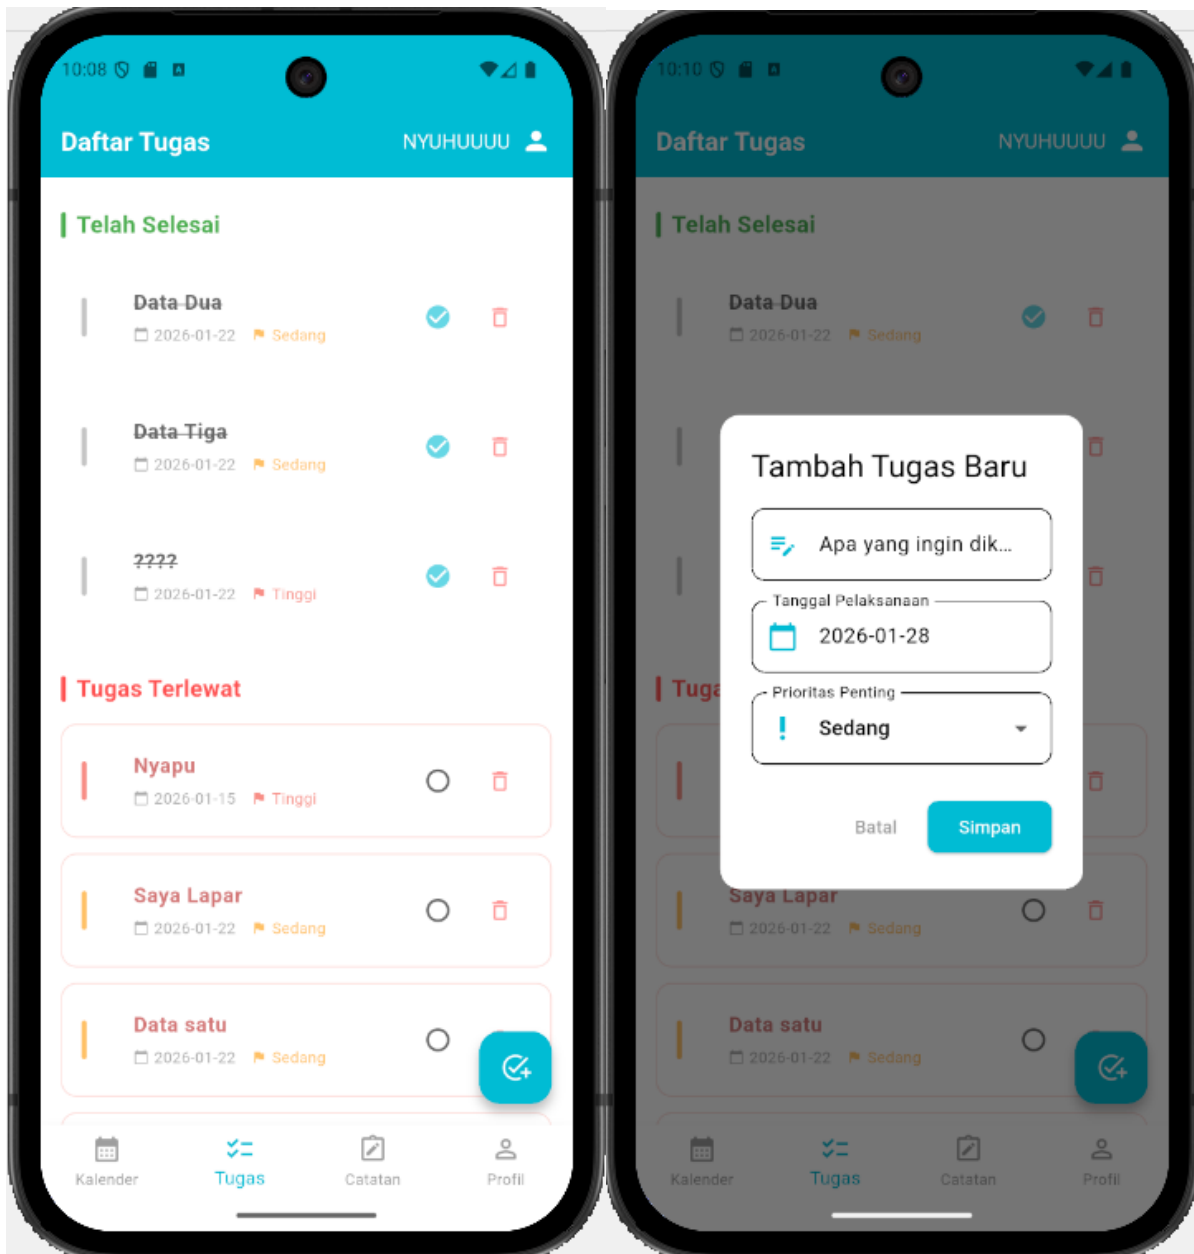 10:08
Daftar Tugas NYUHUUUU
Telah Selesai
Data Dua
2026-01-22 Sedang
Data Tiga
2026-01-22 Sedang
????
2026-01-22 Tinggi
Tugas Terlewat
Nyapu
2026-01-15 Tinggi
Saya Lapar
2026-01-22 Sedang
Data satu
2026-01-22 Sedang
Kalender Tugas Catatan Profil
10:10
Daftar Tugas NYUHUUUU
Telah Selesai
Data Dua
2026-01-22 Sedang
Tambah Tugas Baru
Apa yang ingin dik...
Tanggal Pelaksanaan
2026-01-28
Prioritas Penting
Sedang
Batal Simpan
Tuga
Saya Lapar
2026-01-22 Sedang
Data satu
2026-01-22 Sedang
Kalender Tugas Catatan Profil